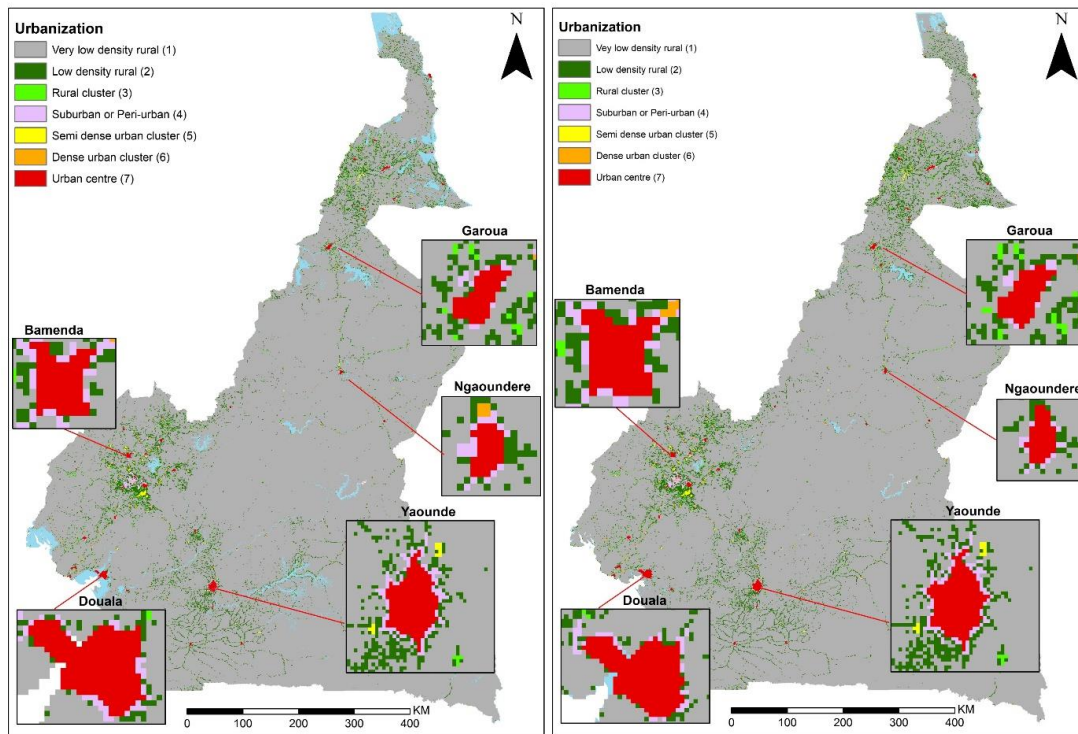 Urbanization
N
Very low density rural (1)
Low density rural (2)
Rural cluster (3)
Suburban or Peri-urban (4)
Semi dense urban cluster (5)
Dense urban cluster (6)
Urban centre (7)
Garoua
Bamenda
Ngaoundere
Yaounde
Douala
KM
0 100 200 300 400
Urbanization
N
Vey low density rural (1)
Low density rural (2)
Rural cluster (3)
Suburban or Peri-urban (4)
Semi dense urban cluster (5)
Dense urban cluster (6)
Urban centre (7)
Garoua
Bamenda
Ngaoundere
Yaounde
Douala
KM
0 100 200 300 400